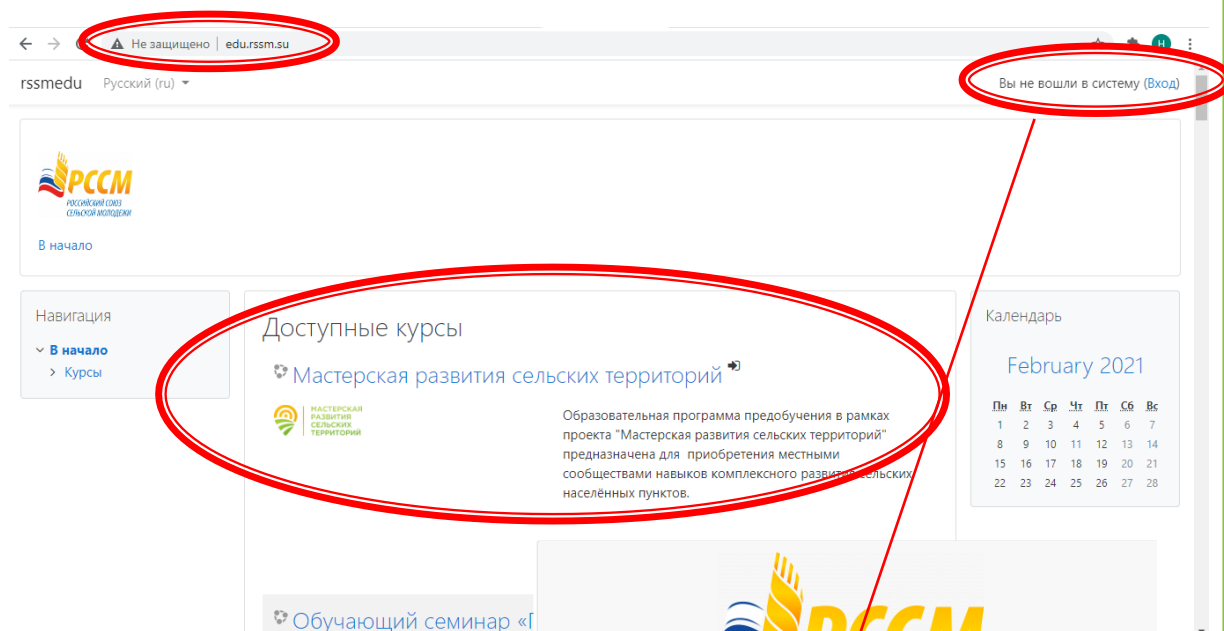 Не защищено | edu.rssm.su
Н
rssmedu Русский (ru)
Вы не вошли в систему (Вход)
РССМ
РОССИЙСКИЙ СОЮЗ
СЕЛЬСКОЙ МОЛОДЕЖИ
В начало
Навигация
В начало
Курсы
Доступные курсы
Мастерская развития сельских территорий
МАСТЕРСКАЯ
РАЗВИТИЯ
СЕЛЬСКИХ
ТЕРРИТОРИЙ
Образовательная программа предобучения в рамках
проекта "Мастерская развития сельских территорий"
предназначена для приобретения местными
сообществами навыков комплексного развития сельских
населённых пунктов.
Календарь
February 2021
Пн Вт Ср Чт Пт Сб Вс
1 2 3 4 5 6 7
8 9 10 11 12 13 14
15 16 17 18 19 20 21
22 23 24 25 26 27 28
Обучающий семинар «П
РССМ